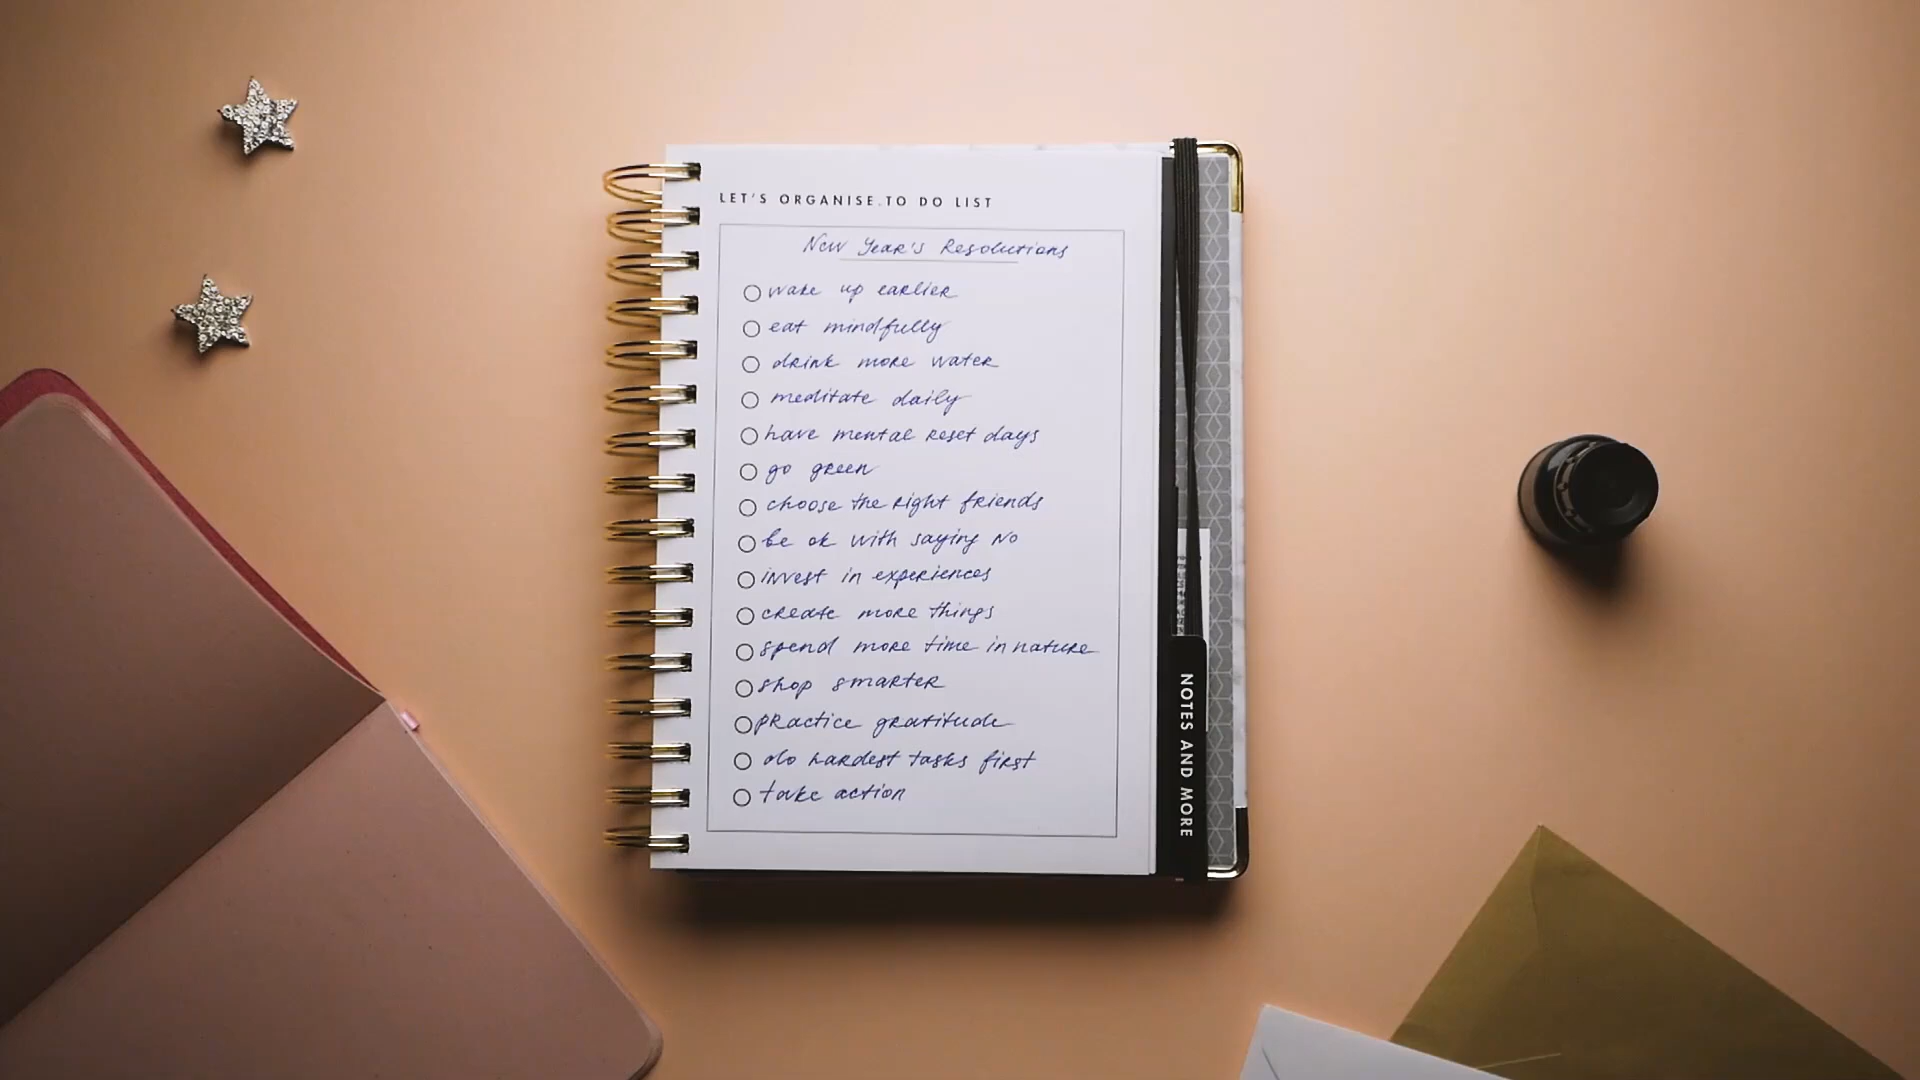 LET'S ORGANISE.TO DO LIST
New Year's Resolutions
wake up earlier
eat mindfully
drink more water
meditate daily
have mental reset days
go green
choose the right friends
be ok with saying No
invest in experiences
create more things
spend more time in nature
shop smarter
practice gratitude
do hardest tasks first
take action
NOTES AND MORE